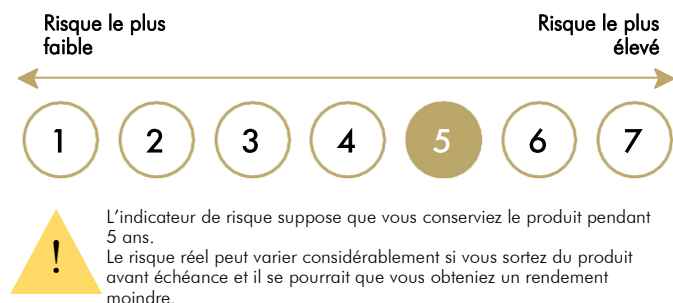 Risque le plus faible
Risque le plus élevé
1 2 3 4 5 6 7
!
L'indicateur de risque suppose que vous conserviez le produit pendant
5 ans.
Le risque réel peut varier considérablement si vous sortez du produit
avant échéance et il se pourrait que vous obteniez un rendement
moindre.